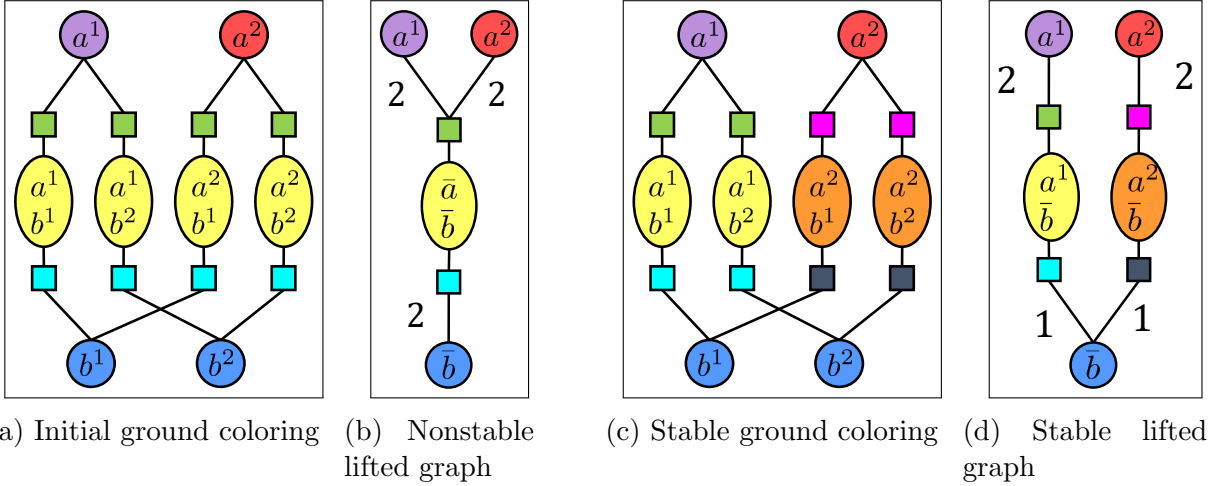 a¹ a²
a¹ a¹ a² a²
b¹ b² b¹ b²
b¹ b²
a) Initial ground coloring
a¹ a²
2 2
ā
b̄
2
b̄
(b) Nonstable
lifted graph
a¹ a²
a¹ a¹ a² a²
b¹ b² b¹ b²
b¹ b²
(c) Stable ground coloring
a¹ a²
2 2
a¹ a²
b̄ b̄
1 1
b̄
(d) Stable lifted
graph